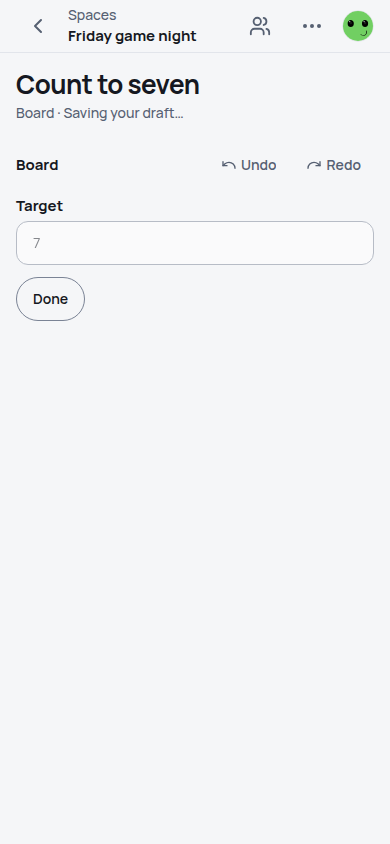 Spaces
Friday game night
Count to seven
Board · Saving your draft…
Board
Undo
Redo
Target
7
Done